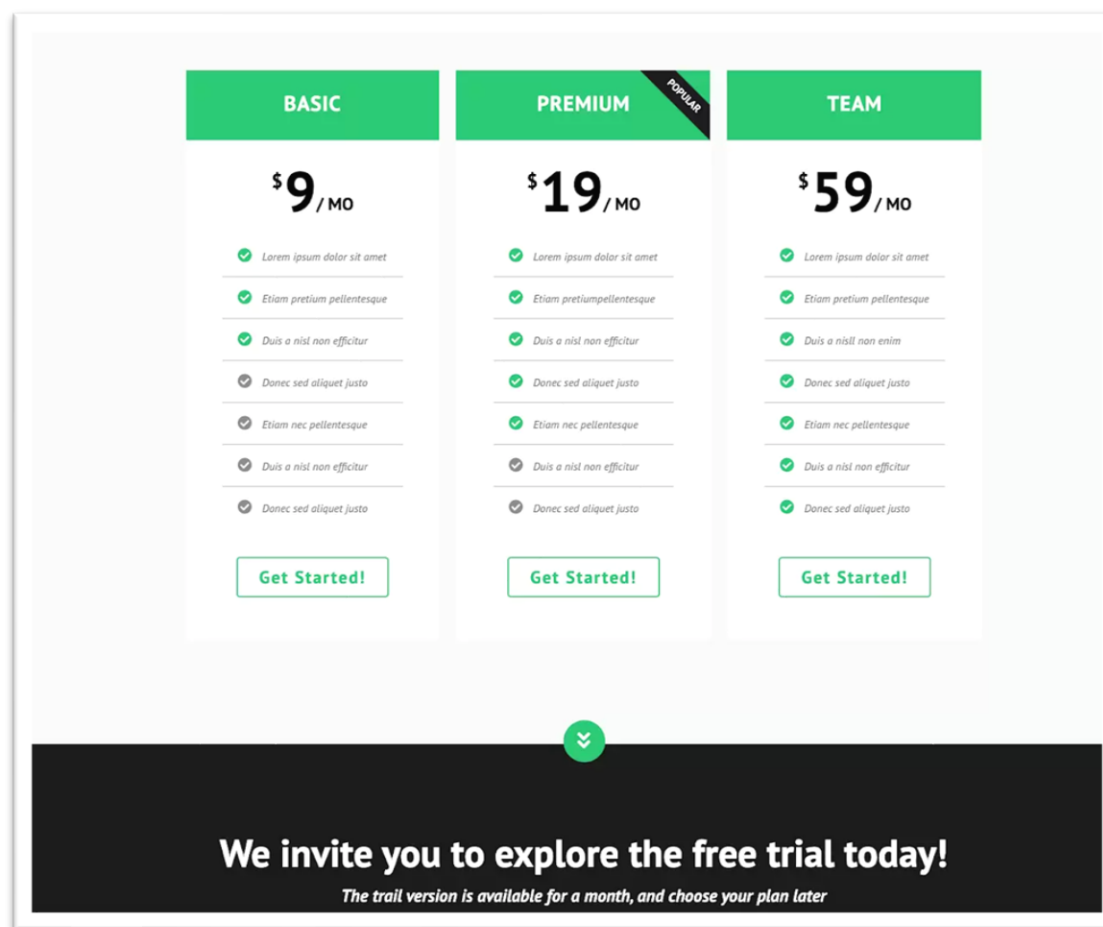 BASIC
$9/ MO
Lorem ipsum dolor sit amet
Etiam pretium pellentesque
Duis a nisl non efficitur
Donec sed aliquet justo
Etiam nec pellentesque
Duis a nisl non efficitur
Donec sed aliquet justo
Get Started!
PREMIUM
POPULAR
$19/ MO
Lorem ipsum dolor sit amet
Etiam pretiumpellentesque
Duis a nisl non efficitur
Donec sed aliquet justo
Etiam nec pellentesque
Duis a nisl non efficitur
Donec sed aliquet justo
Get Started!
TEAM
$59/ MO
Lorem ipsum dolor sit amet
Etiam pretium pellentesque
Duis a nisll non enim
Donec sed aliquet justo
Etiam nec pellentesque
Duis a nisl non efficitur
Donec sed aliquet justo
Get Started!
We invite you to explore the free trial today!
The trail version is available for a month, and choose your plan later